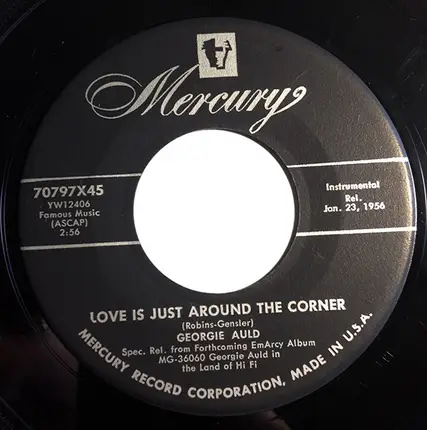 Mercury
70797X45
YW12406
Famous Music
(ASCAP)
2:56
Instrumental
Rel.
Jan. 23, 1956
LOVE IS JUST AROUND THE CORNER
(Robins-Gensler)
GEORGIE AULD
Spec. Rel. from Forthcoming EmArcy Album
MG-36060 Georgie Auld in
the Land of Hi Fi
MERCURY RECORD CORPORATION, MADE IN U.S.A.